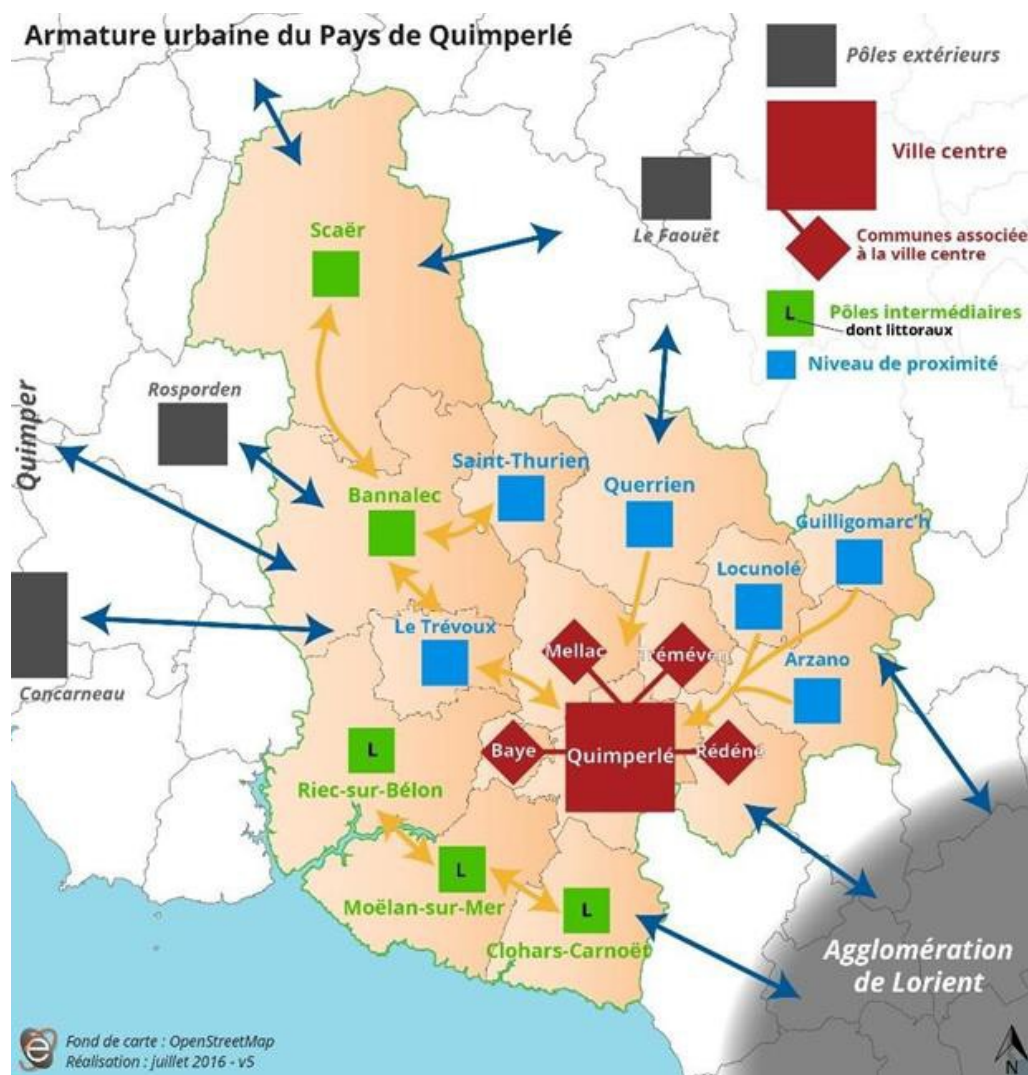 Armature urbaine du Pays de Quimperlé
Pôles extérieurs
Ville centre
Communes associée
à la ville centre
L
Pôles intermédiaires
dont littoraux
Niveau de proximité
Le Faouët
Scaër
Rosporden
Quimper
Saint-Thurien
Querrien
Bannalec
Guilligomarc'h
Locunolé
Le Trévoux
Mellac
Tréméven
Arzano
Concarneau
Baye
Quimperlé
Rédéné
L
Riec-sur-Bélon
L
Moëlan-sur-Mer
L
Clohars-Carnoët
Agglomération
de Lorient
e
Fond de carte : OpenStreetMap
Réalisation : juillet 2016 - v5
N